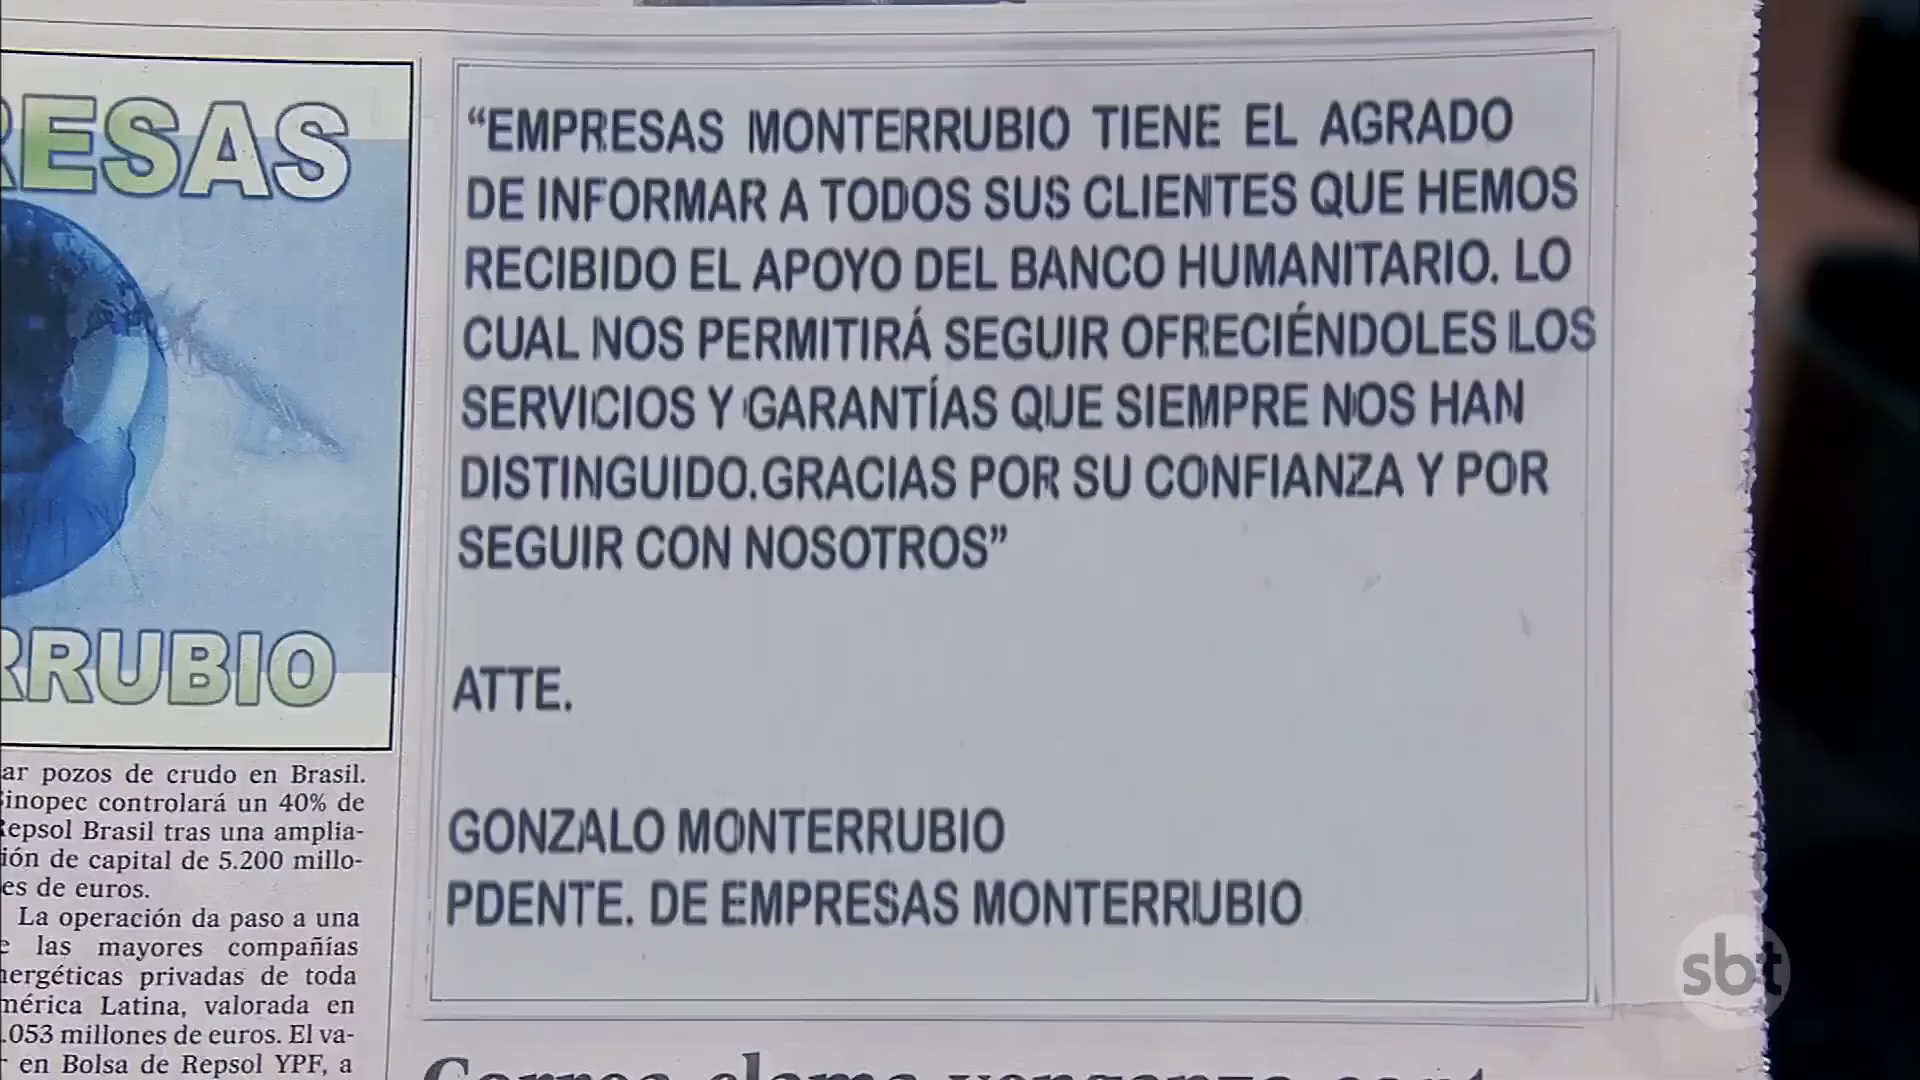 RESAS
RRUBIO
ar pozos de crudo en Brasil.
Sinopec controlará un 40% de
Repsol Brasil tras una amplia-
ión de capital de 5.200 millo-
es de euros.
La operación da paso a una
e las mayores compañías
nergéticas privadas de toda
mérica Latina, valorada en
.053 millones de euros. El va-
r en Bolsa de Repsol YPF, a
“EMPRESAS MONTERRUBIO TIENE EL AGRADO
DE INFORMAR A TODOS SUS CLIENTES QUE HEMOS
RECIBIDO EL APOYO DEL BANCO HUMANITARIO. LO
CUAL NOS PERMITIRÁ SEGUIR OFRECIÉNDOLES LOS
SERVICIOS Y GARANTÍAS QUE SIEMPRE NOS HAN
DISTINGUIDO.GRACIAS POR SU CONFIANZA Y POR
SEGUIR CON NOSOTROS”
ATTE.
GONZALO MONTERRUBIO
PDENTE. DE EMPRESAS MONTERRUBIO
Correa clama venganza
sbt